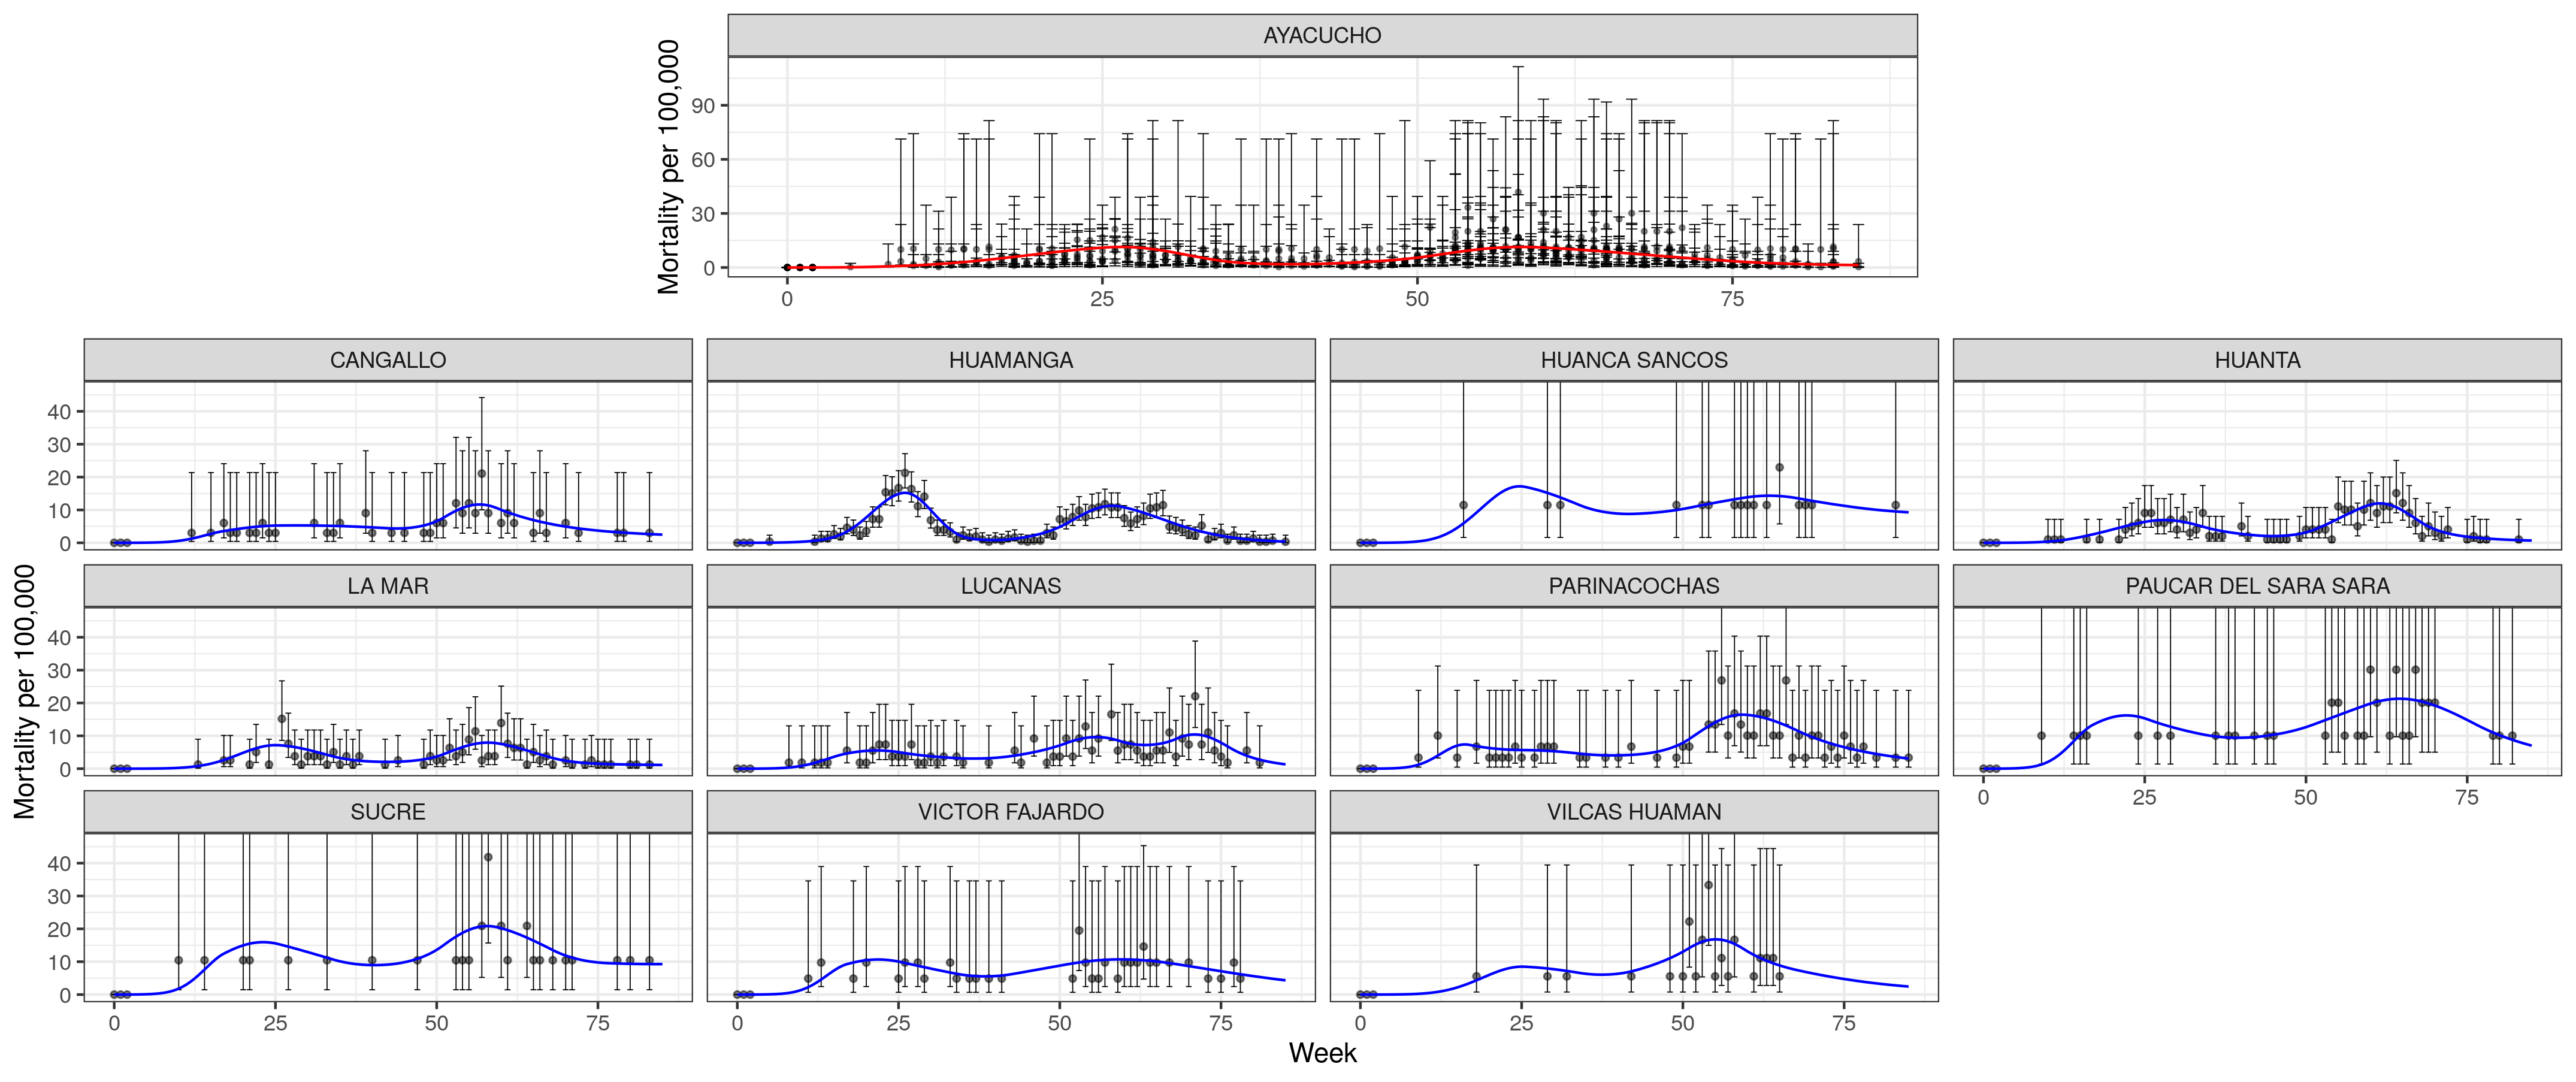 AYACUCHO
Mortality per 100,000
90
60
30
0
0 25 50 75
CANGALLO HUAMANGA HUANCA SANCOS HUANTA
40
30
20
10
0
Mortality per 100,000
LA MAR LUCANAS PARINACOCHAS PAUCAR DEL SARA SARA
40
30
20
10
0
0 25 50 75
SUCRE VICTOR FAJARDO VILCAS HUAMAN
40
30
20
10
0
0 25 50 75 0 25 50 75 0 25 50 75
Week